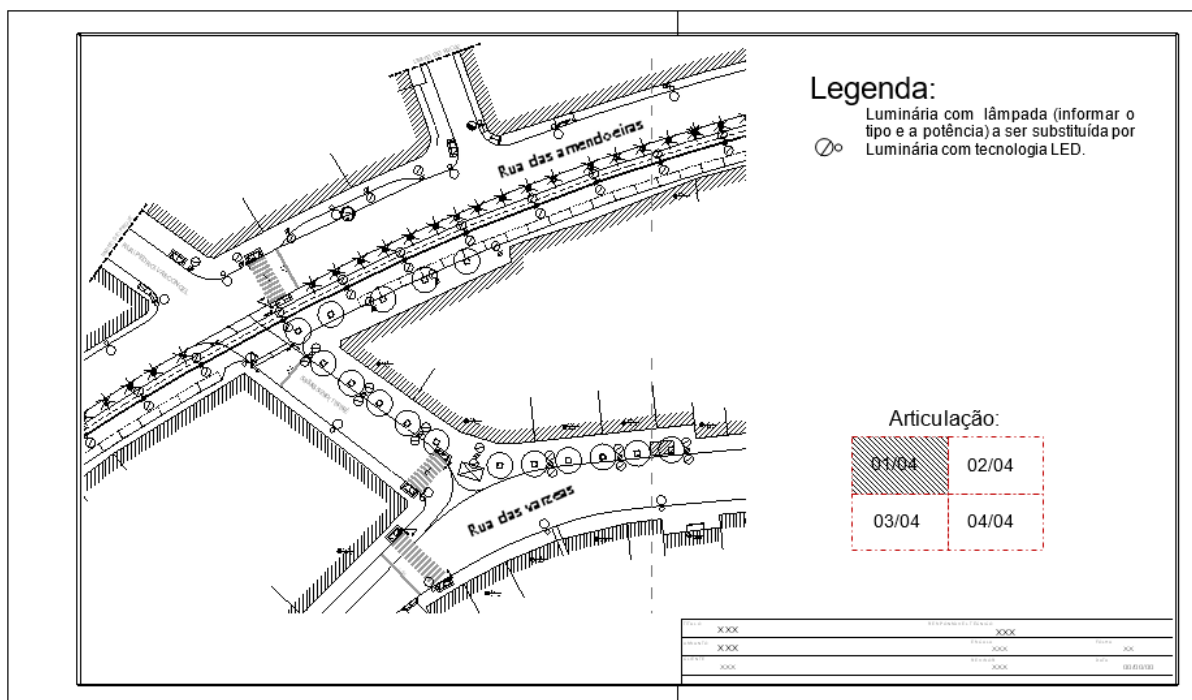 Legenda:
Luminária com lâmpada (informar o
tipo e a potência) a ser substituída por
Luminária com tecnologia LED.
Rua das amendoeiras
Rua das varzeas
Articulação:
01/04
02/04
03/04
04/04
XXX
XXX
XXX
XXX
XX
XXX
XXX
00/00/00